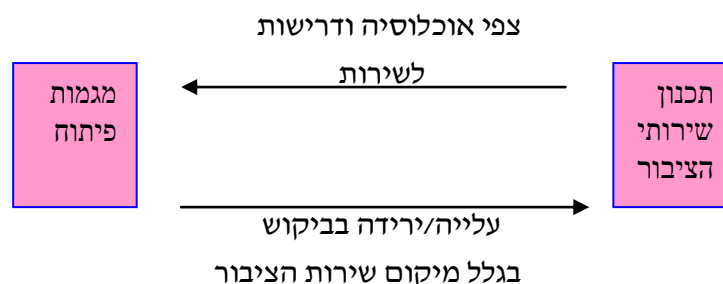 צפי אוכלוסיה ודרישות
לשירות
תכנון
שירותי
הציבור
מגמות
פיתוח
עלייה/ירידה בביקוש
בגלל מיקום שירות הציבור